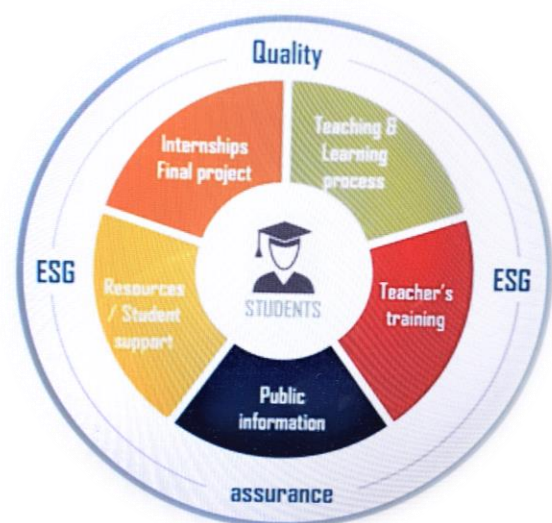 Quality
Internships
Final project
Teaching &
Learning
process
ESG
ESG
Resources
/ Student
support
STUDENTS
Teacher's
training
Public
information
assurance